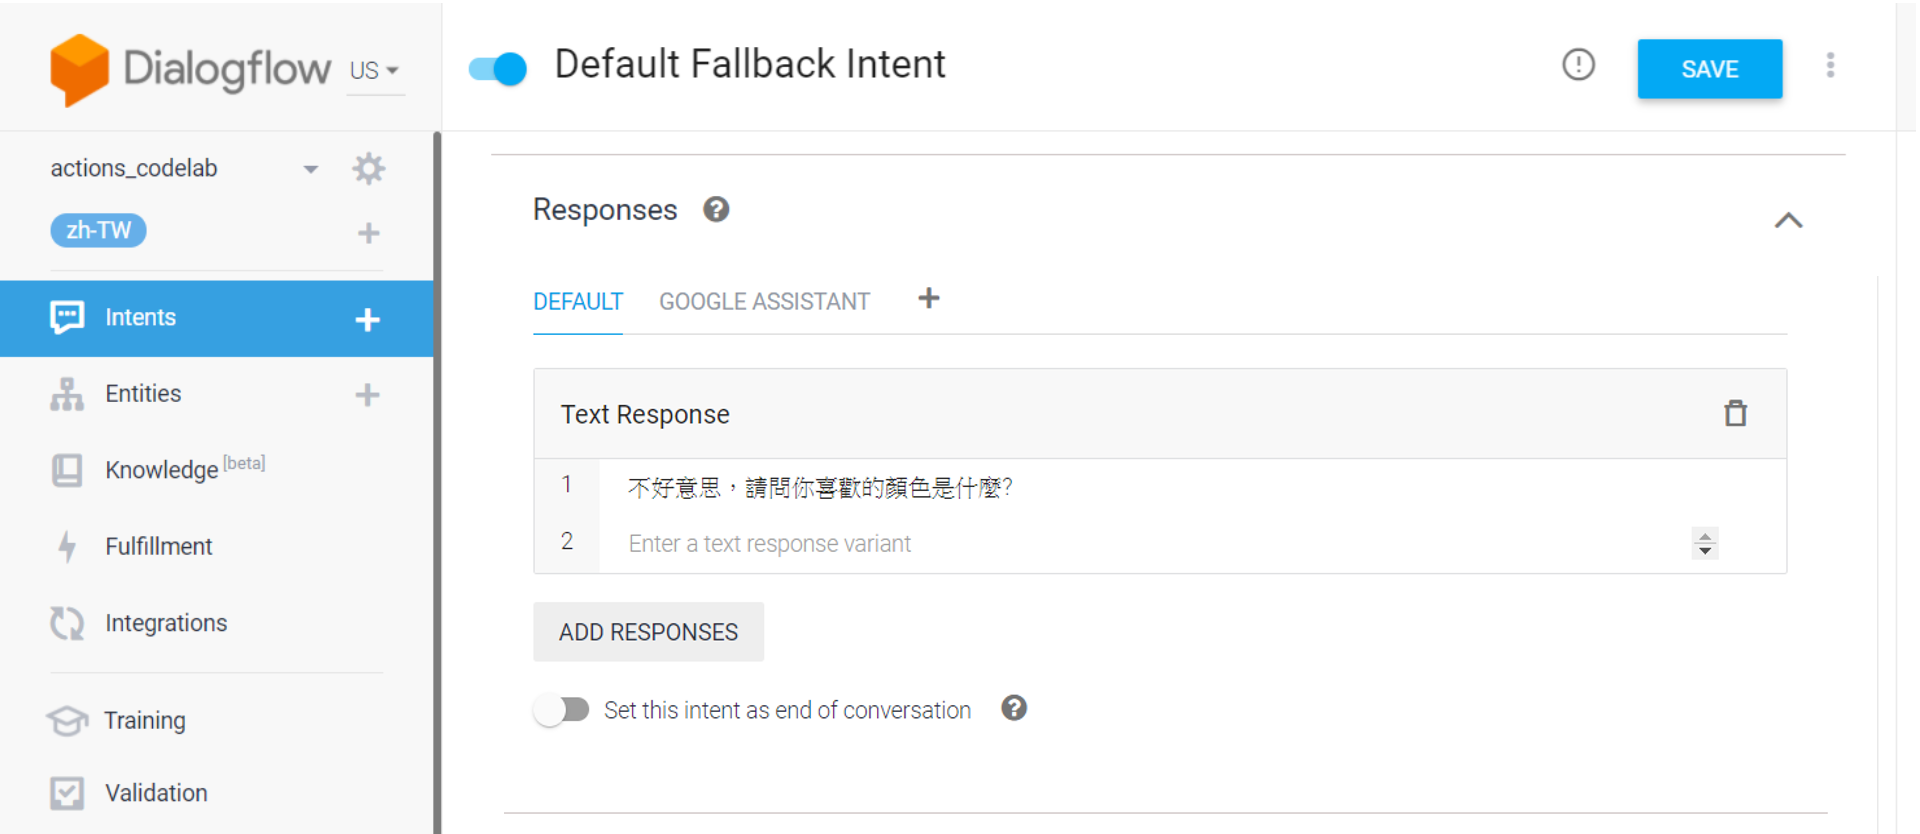 Dialogflow US
Default Fallback Intent
SAVE
actions_codelab
zh-TW
Intents
Entities
Knowledge [beta]
Fulfillment
Integrations
Training
Validation
Responses
DEFAULT GOOGLE ASSISTANT
Text Response
1 不好意思，請問你喜歡的顏色是什麼?
2 Enter a text response variant
ADD RESPONSES
Set this intent as end of conversation